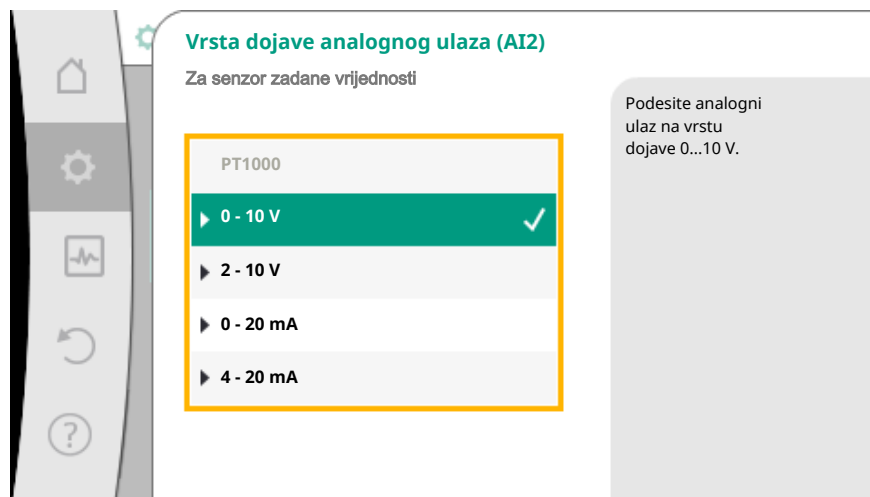 Vrsta dojave analognog ulaza (AI2)
Za senzor zadane vrijednosti
PT1000
0 - 10 V
2 - 10 V
0 - 20 mA
4 - 20 mA
Podesite analogni
ulaz na vrstu
dojave 0...10 V.
?